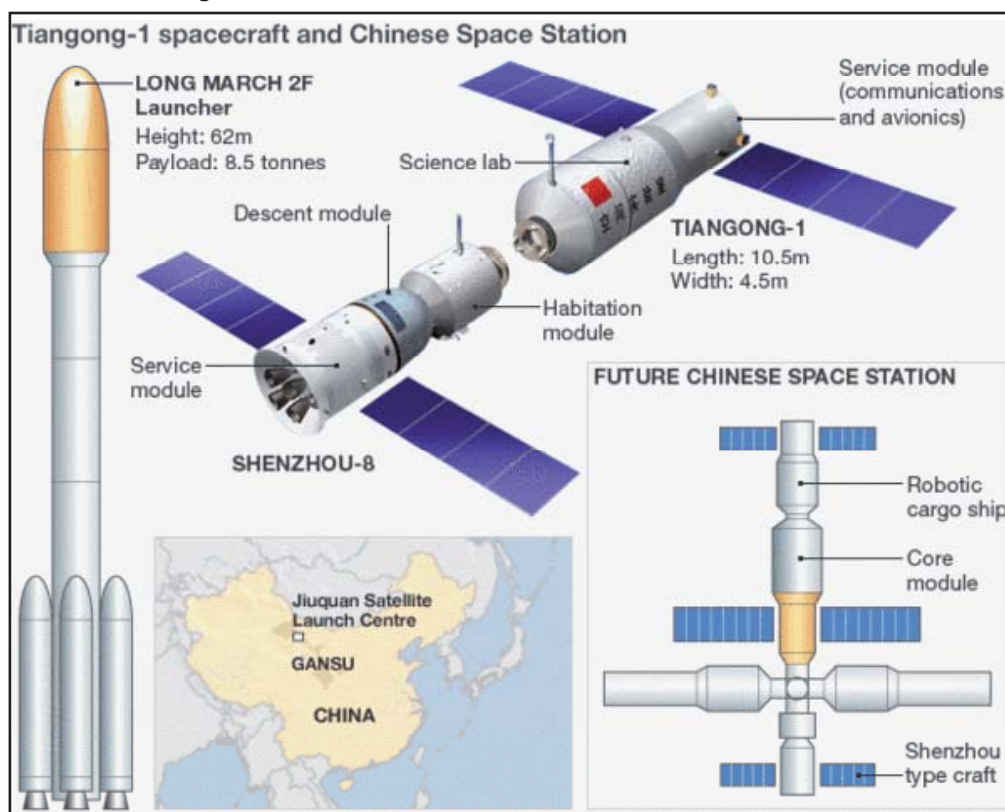 Tiangong-1 spacecraft and Chinese Space Station
LONG MARCH 2F
Launcher
Height: 62m
Payload: 8.5 tonnes
Service module
(communications
and avionics)
Science lab
Descent module
TIANGONG-1
Length: 10.5m
Width: 4.5m
Habitation
module
Service
module
SHENZHOU-8
FUTURE CHINESE SPACE STATION
Robotic
cargo ship
Core
module
Shenzhou
type craft
Jiuquan Satellite
Launch Centre
GANSU
CHINA